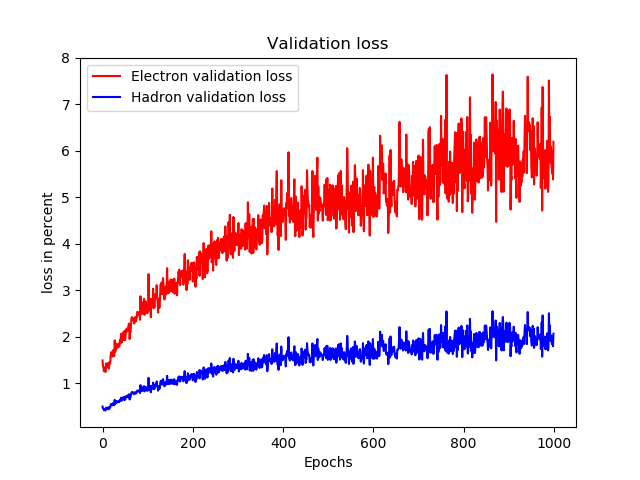 Validation loss
Electron validation loss
Hadron validation loss
loss in percent
8
7
6
5
4
3
2
1
0
200
400
600
800
1000
Epochs